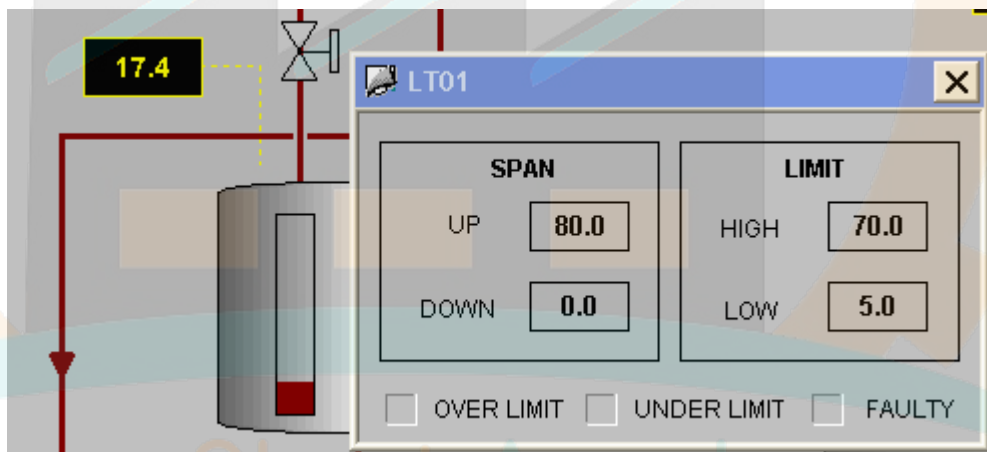 17.4
LT01
SPAN
UP 80.0
DOWN 0.0
LIMIT
HIGH 70.0
LOW 5.0
OVER LIMIT UNDER LIMIT FAULTY